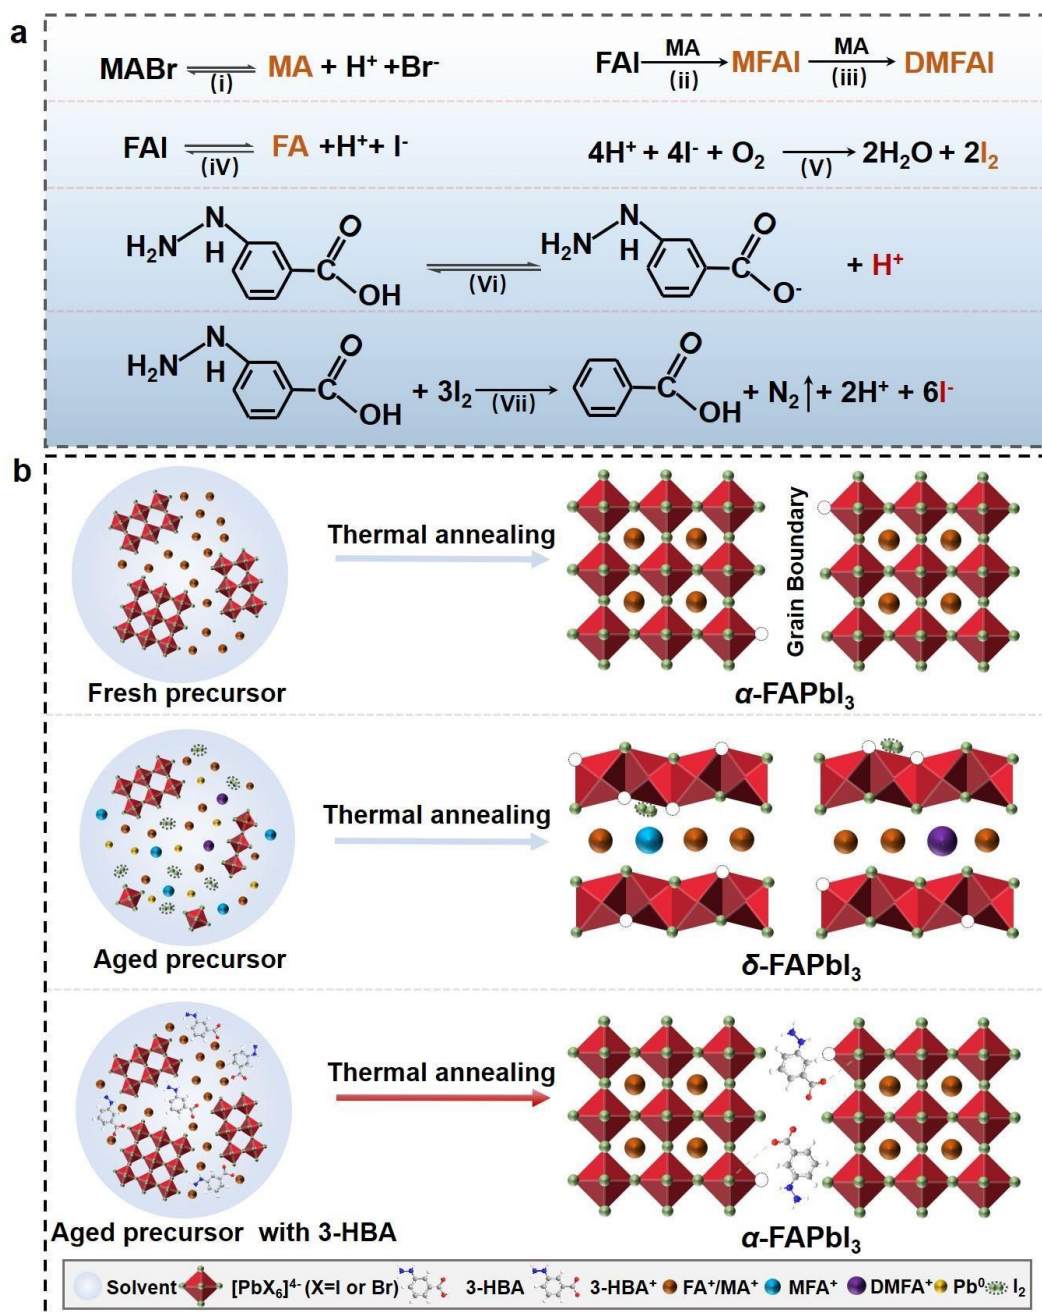 a
MABr ⇌ MA + H⁺ +Br⁻
(i)
FAI → MFAI → DMFAI
MA MA
(ii) (iii)
FAI ⇌ FA +H⁺+ I⁻
(iV)
4H⁺ + 4I⁻ + O₂ → 2H₂O + 2I₂
(V)
H₂N N H C O OH ⇌ H₂N N H C O O⁻ + H⁺
(Vi)
H₂N N H C O OH + 3I₂ → C O OH + N₂↑ + 2H⁺ + 6I⁻
(Vii)
b
Thermal annealing
Grain Boundary
Fresh precursor
α-FAPbI₃
Thermal annealing
Aged precursor
δ-FAPbI₃
Thermal annealing
Aged precursor with 3-HBA
α-FAPbI₃
Solvent [PbX₆]⁴⁻ (X=I or Br) 3-HBA 3-HBA⁺ FA⁺/MA⁺ MFA⁺ DMFA⁺ Pb⁰ I₂